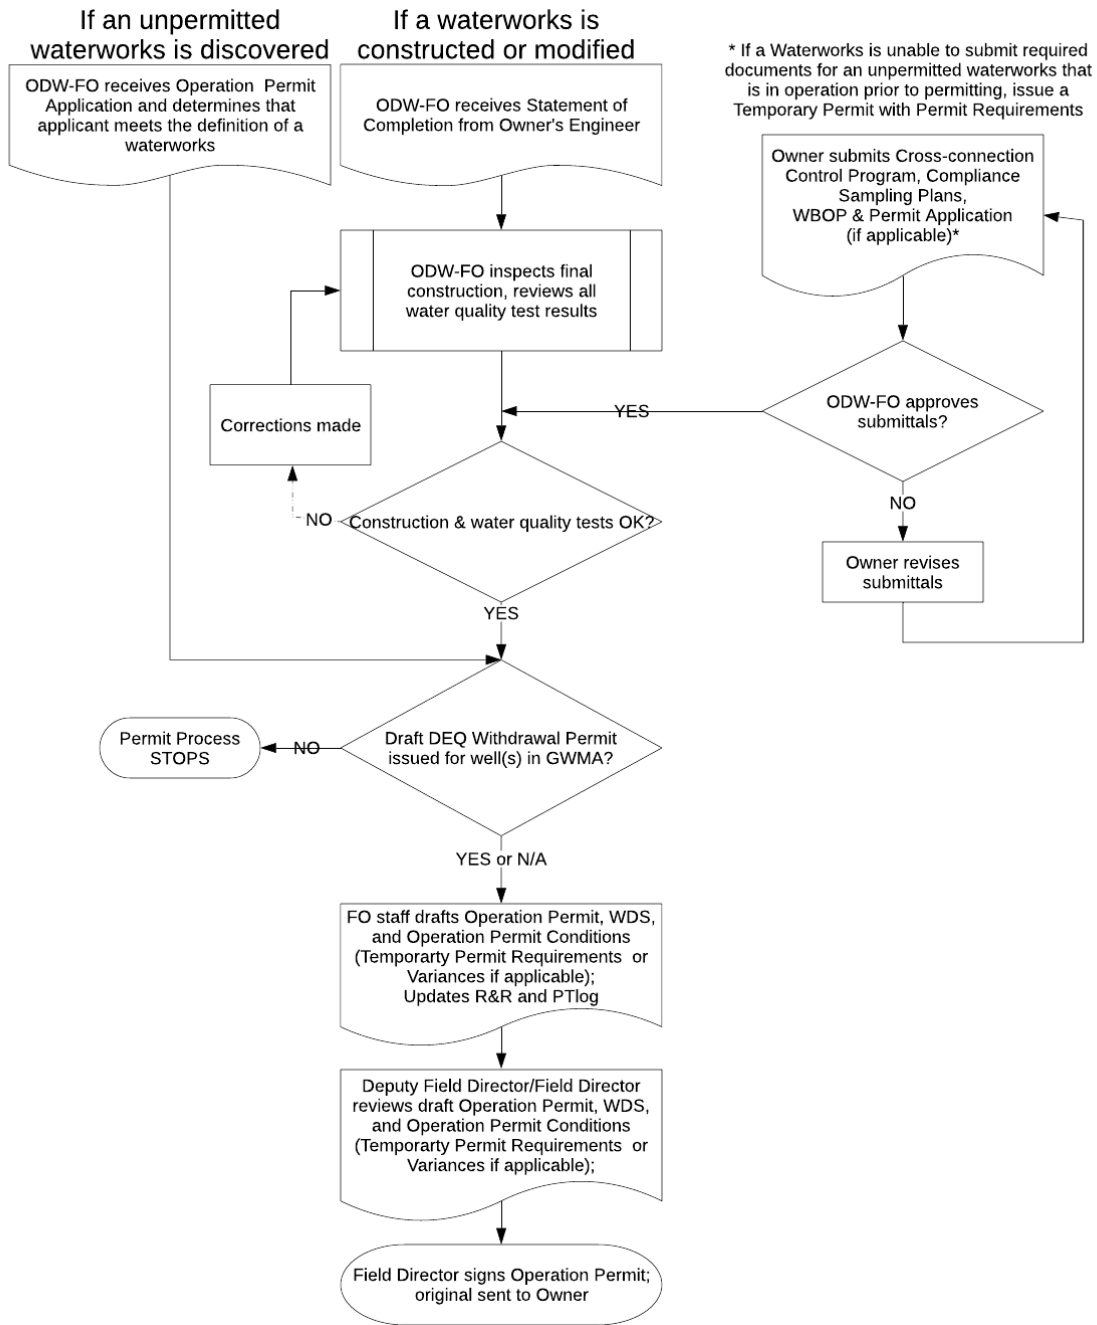 If an unpermitted
waterworks is discovered
If a waterworks is
constructed or modified
* If a Waterworks is unable to submit required
documents for an unpermitted waterworks that
is in operation prior to permitting, issue a
Temporary Permit with Permit Requirements
ODW-FO receives Operation Permit
Application and determines that
applicant meets the definition of a
waterworks
ODW-FO receives Statement of
Completion from Owner's Engineer
Owner submits Cross-connection
Control Program, Compliance
Sampling Plans,
WBOP & Permit Application
(if applicable)*
ODW-FO inspects final
construction, reviews all
water quality test results
Corrections made
YES
ODW-FO approves
submittals?
NO
Construction & water quality tests OK?
NO
Owner revises
submittals
YES
Permit Process
STOPS
NO
Draft DEQ Withdrawal Permit
issued for well(s) in GWMA?
YES or N/A
FO staff drafts Operation Permit, WDS,
and Operation Permit Conditions
(Temporarty Permit Requirements or
Variances if applicable);
Updates R&R and PTlog
Deputy Field Director/Field Director
reviews draft Operation Permit, WDS,
and Operation Permit Conditions
(Temporarty Permit Requirements or
Variances if applicable);
Field Director signs Operation Permit;
original sent to Owner